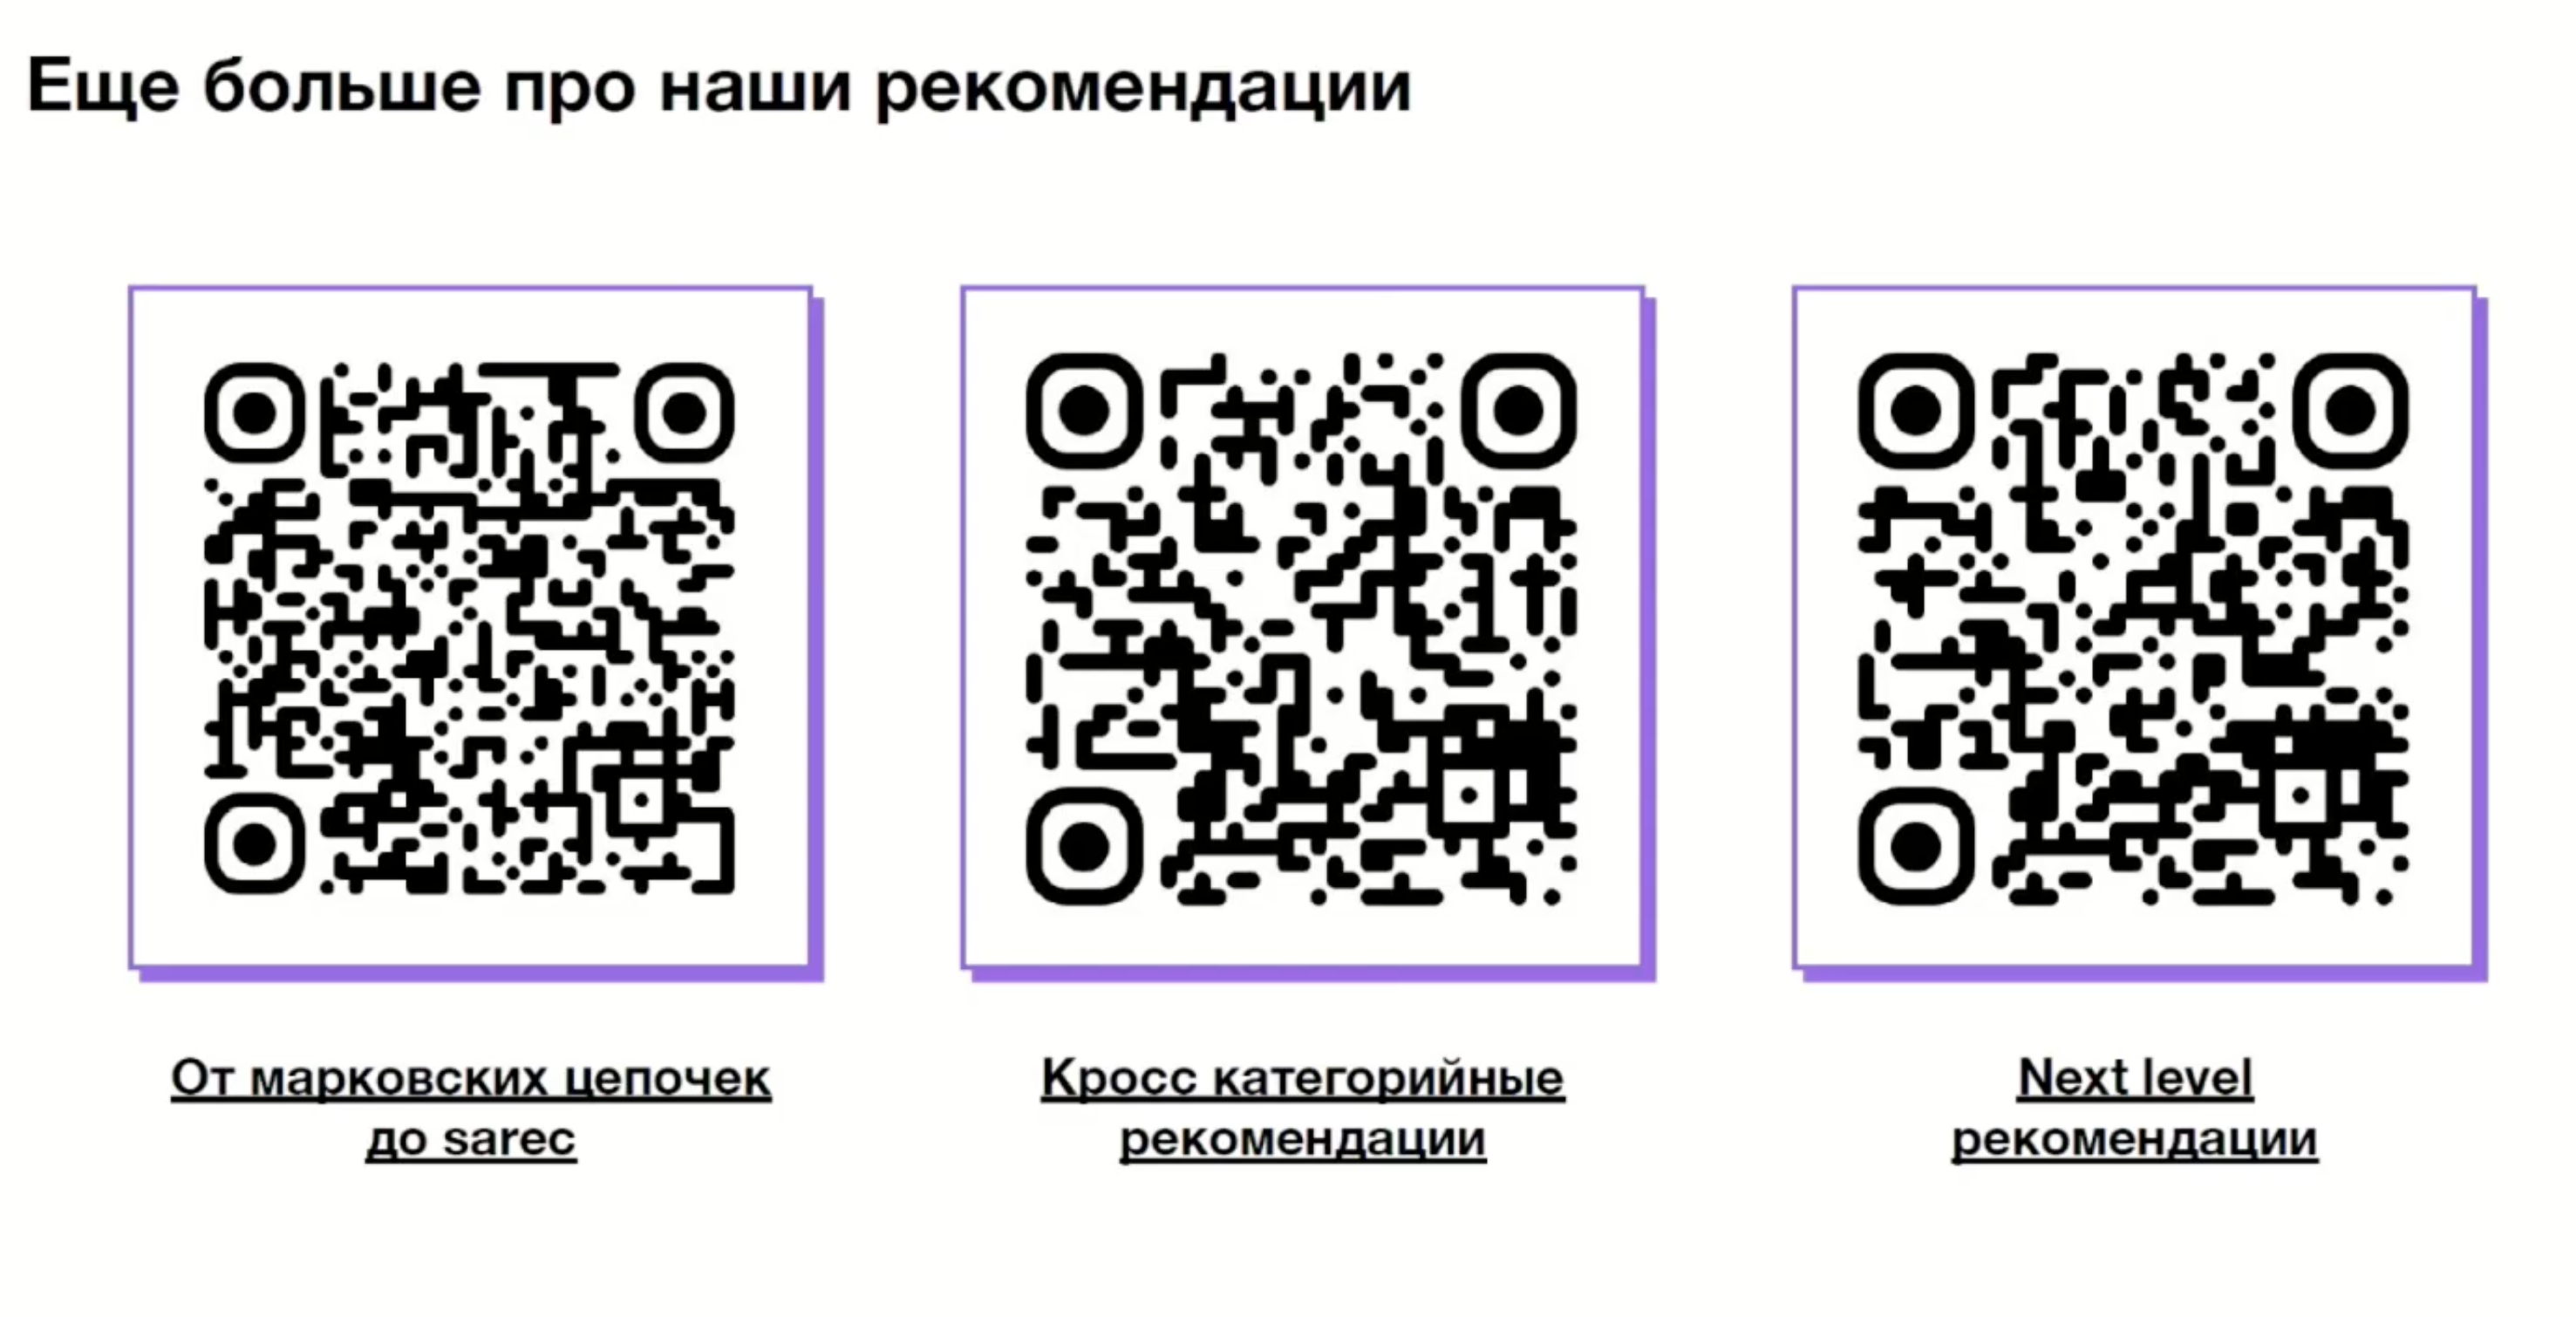 Еще больше про наши рекомендации
От марковских цепочек
до sarec
Кросс категорийные
рекомендации
Next level
рекомендации